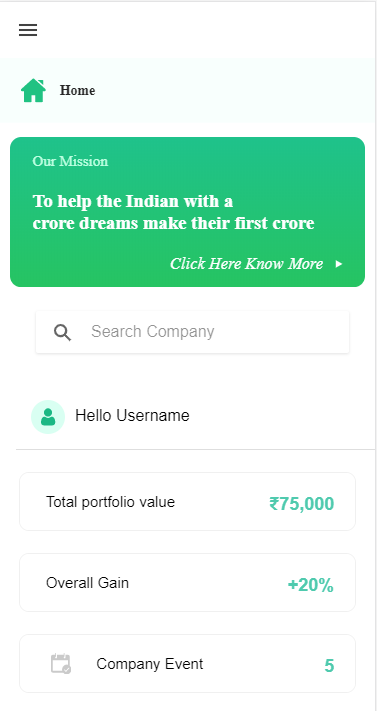 Home
Our Mission
To help the Indian with a
crore dreams make their first crore
Click Here Know More
Search Company
Hello Username
Total portfolio value ₹75,000
Overall Gain +20%
Company Event 5